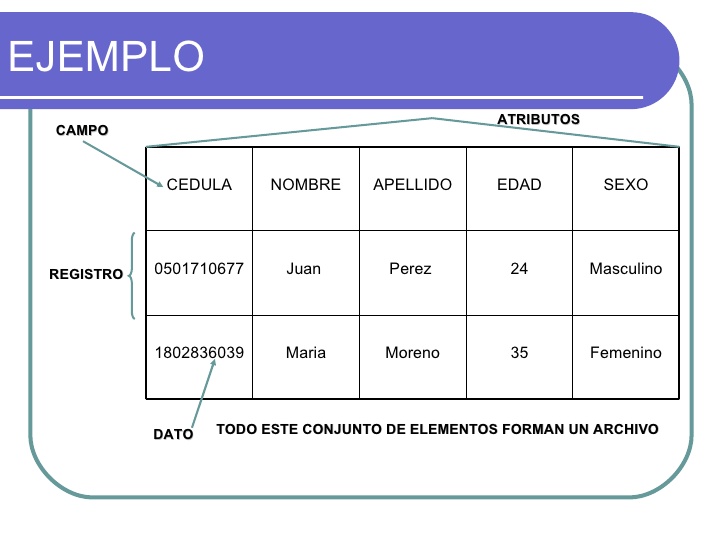 EJEMPLO
ATRIBUTOS
CAMPO
CEDULA NOMBRE APELLIDO EDAD SEXO
REGISTRO 0501710677 Juan Perez 24 Masculino
1802836039 Maria Moreno 35 Femenino
DATO TODO ESTE CONJUNTO DE ELEMENTOS FORMAN UN ARCHIVO